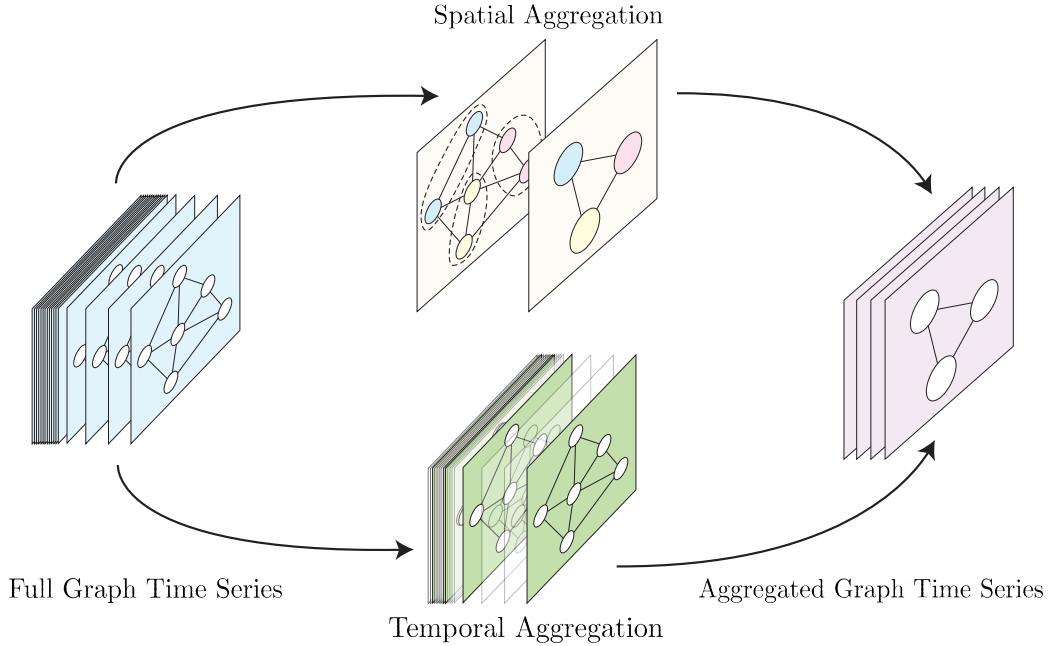 Spatial Aggregation
Full Graph Time Series
Aggregated Graph Time Series
Temporal Aggregation